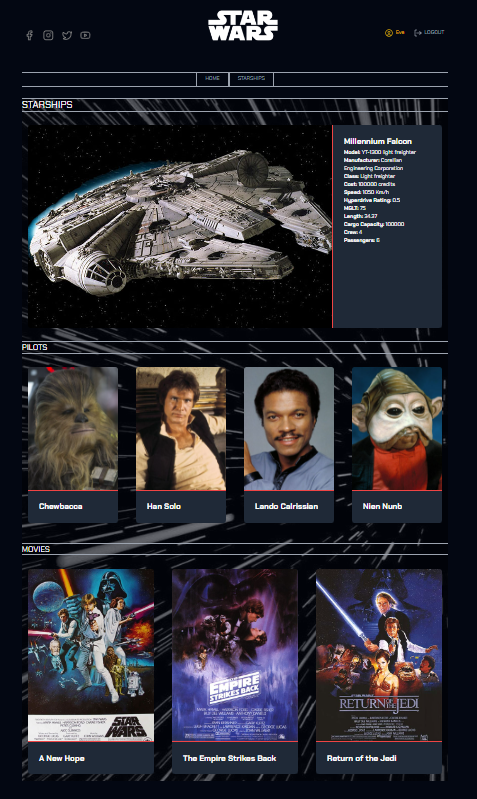 STAR
WARS
Eva
LOGOUT
HOME
STARSHIPS
STARSHIPS
Millennium Falcon
Model: YT-1300 light freighter
Manufacturer: Corellian
Engineering Corporation
Class: Light freighter
Cost: 100000 credits
Speed: 1050 Km/h
Hyperdrive Rating: 0.5
MGLT: 75
Length: 34.37
Cargo Capacity: 100000
Crew: 4
Passengers: 6
PILOTS
Chewbacca
Han Solo
Lando Calrissian
Nien Nunb
MOVIES
STAR
WARS
EMPIRE
STRIKES BACK
RETURN OF THE JEDI
A New Hope
The Empire Strikes Back
Return of the Jedi